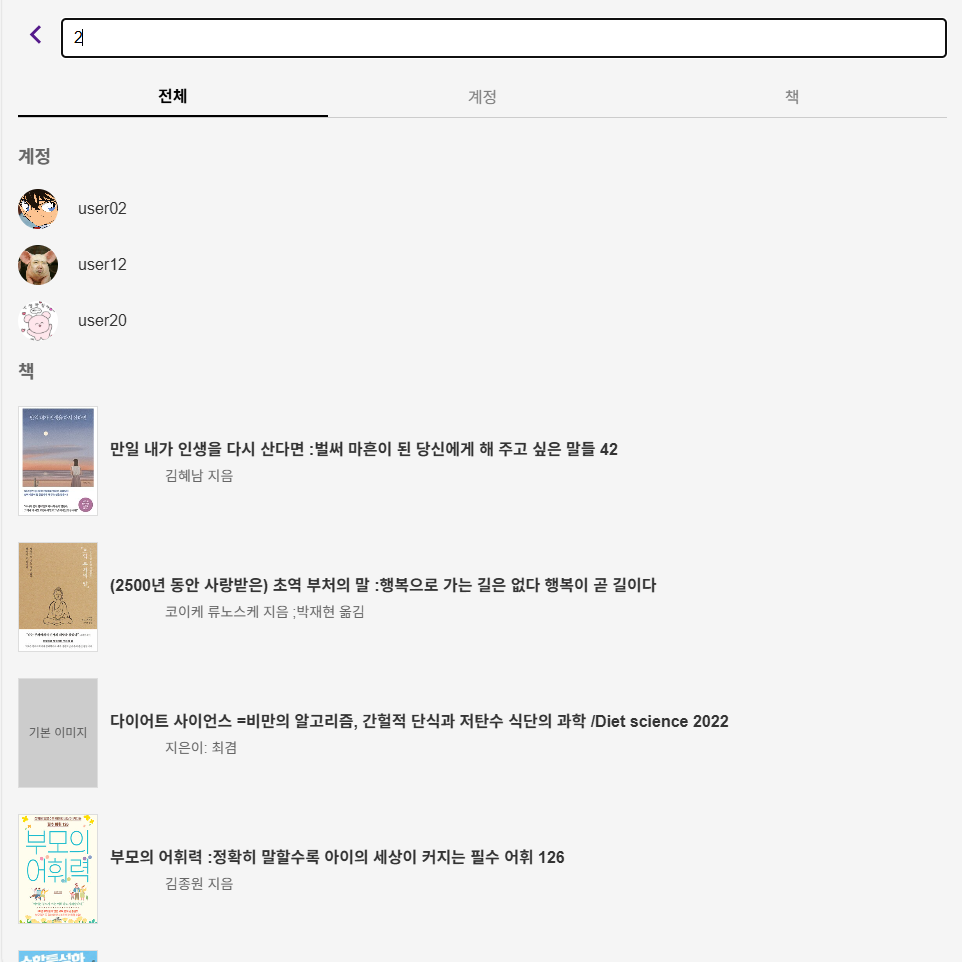 2
전체
계정
책
계정
user02
user12
user20
책
만일 내가 인생을 다시 산다면 :벌써 마흔이 된 당신에게 해 주고 싶은 말들 42
김혜남 지음
(2500년 동안 사랑받은) 초역 부처의 말 :행복으로 가는 길은 없다 행복이 곧 길이다
코이케 류노스케 지음 ;박재현 옮김
기본 이미지
다이어트 사이언스 =비만의 알고리즘, 간헐적 단식과 저탄수 식단의 과학 /Diet science 2022
지은이: 최겸
부모의
어휘력
부모의 어휘력 :정확히 말할수록 아이의 세상이 커지는 필수 어휘 126
김종원 지음